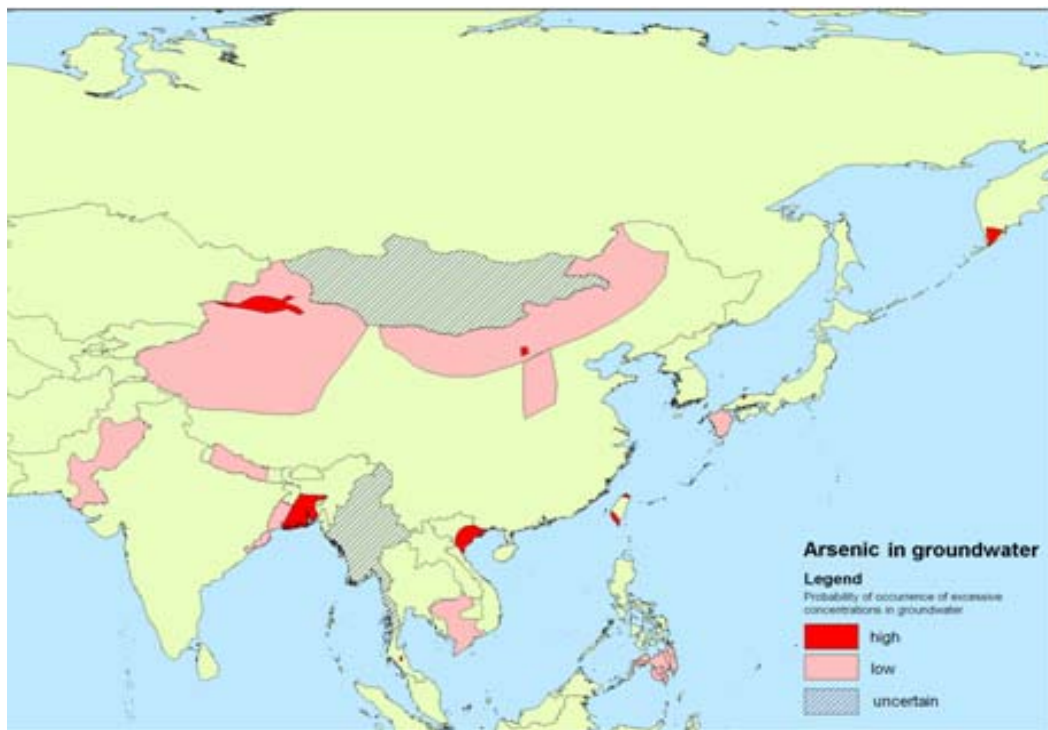 Arsenic in groundwater
Legend
Probability of occurrence of excessive
concentrations in groundwater
high
low
uncertain